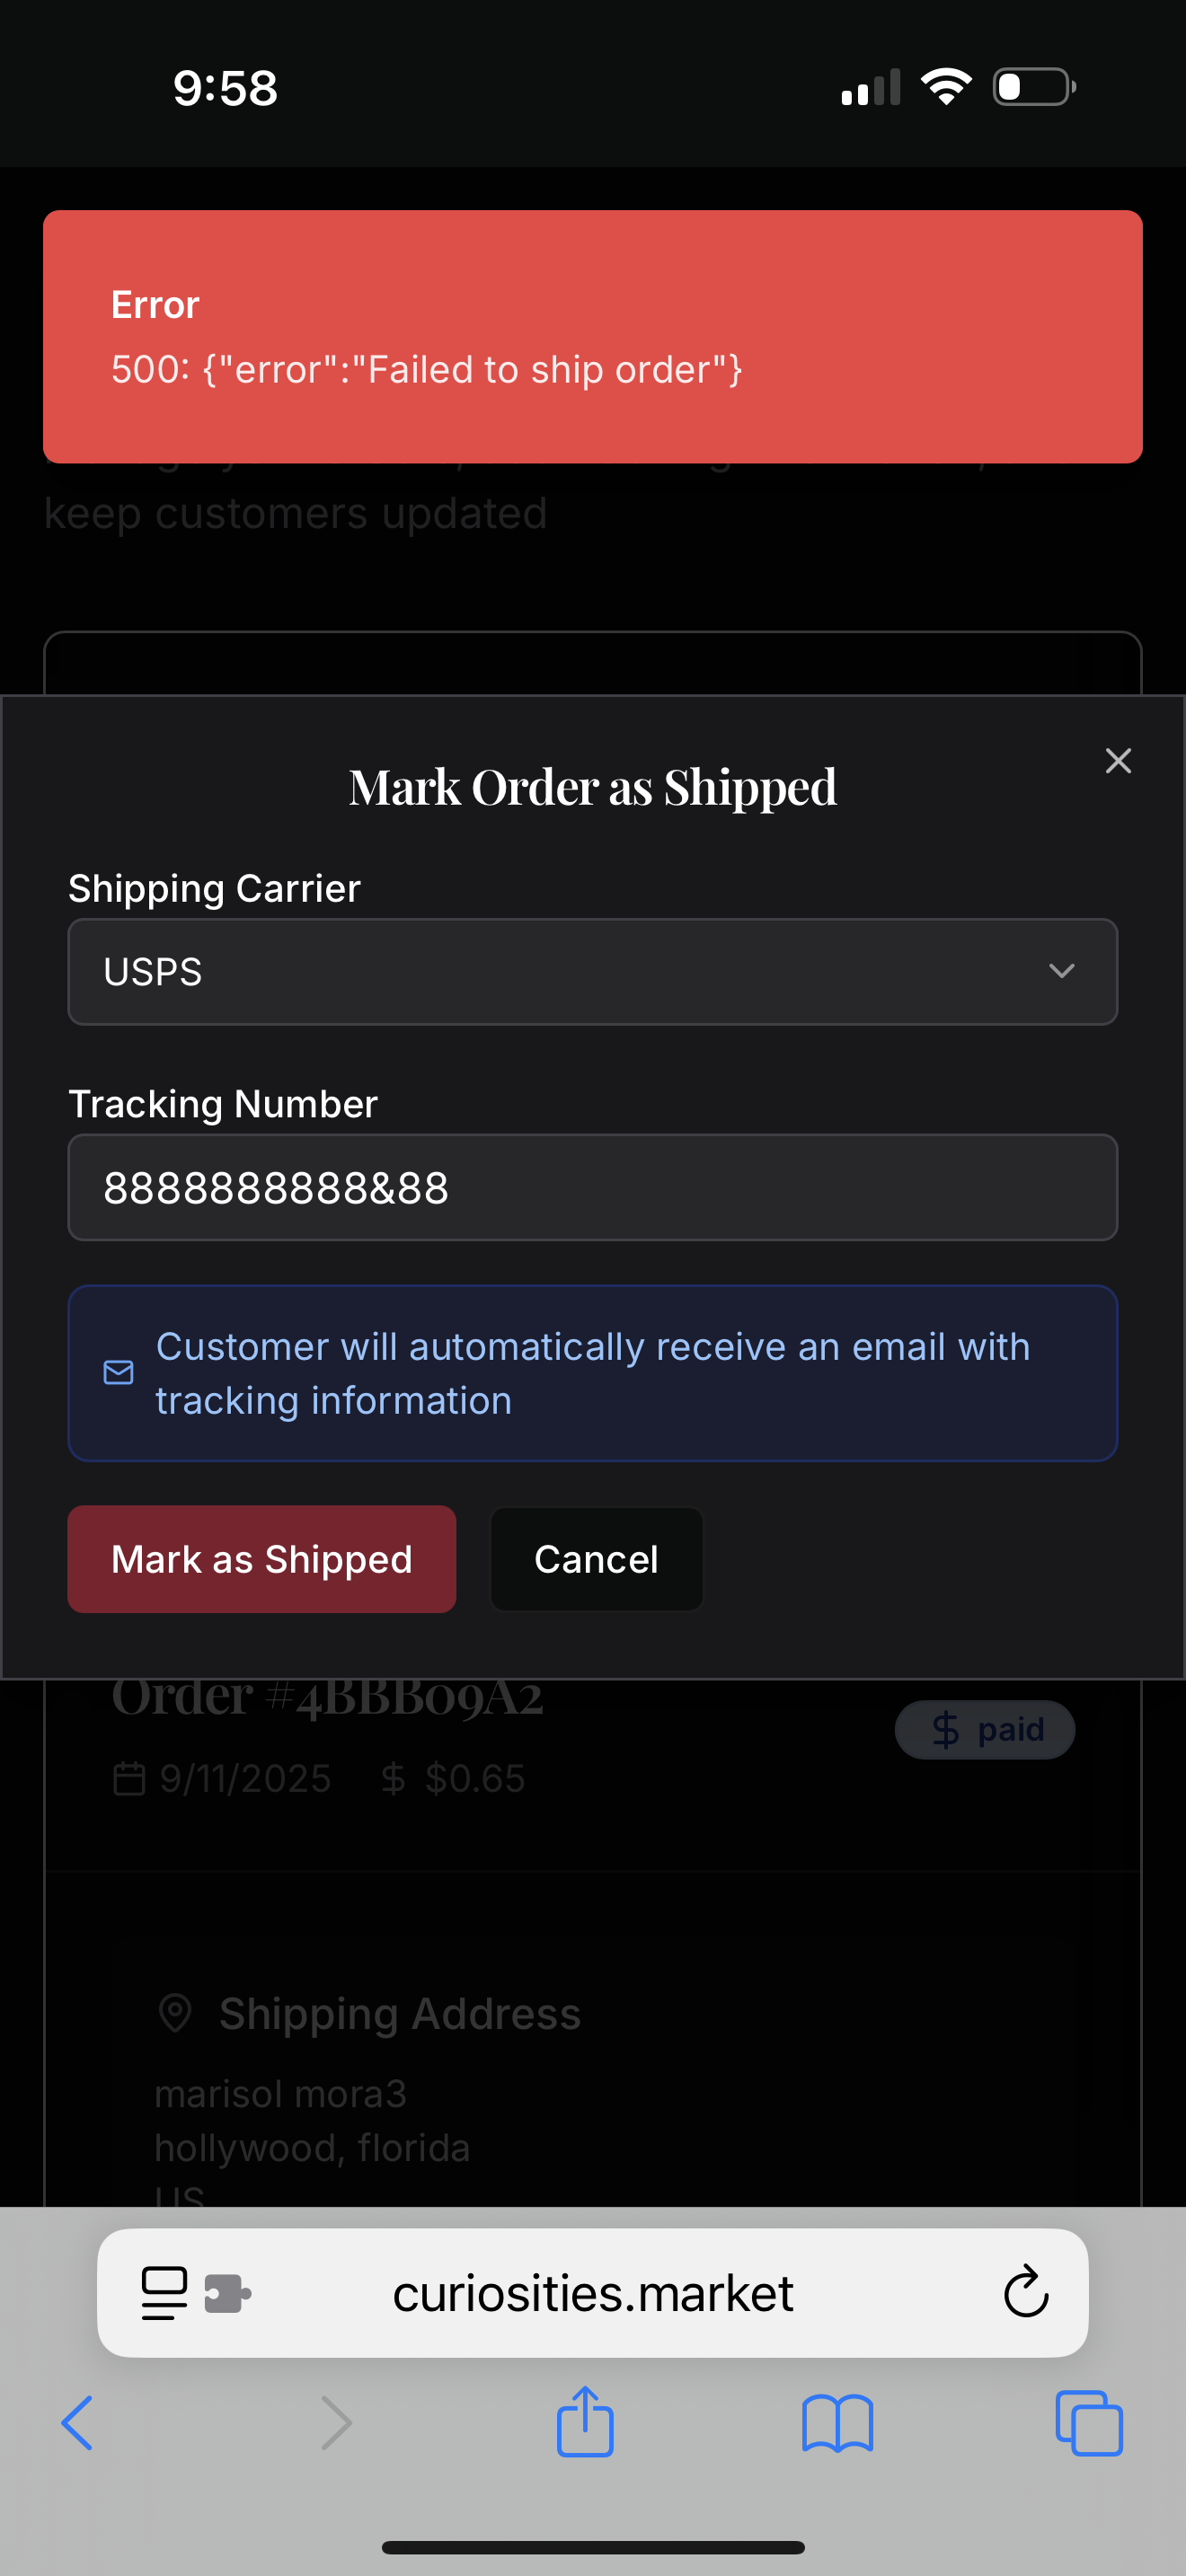 9:58
Error
500: {"error":"Failed to ship order"}
keep customers updated
Mark Order as Shipped
Shipping Carrier
USPS
Tracking Number
8888888888&88
Customer will automatically receive an email with
tracking information
Mark as Shipped
Cancel
Order #4BBB09A2
$ paid
9/11/2025 $ $0.65
Shipping Address
marisol mora3
hollywood, florida
US
curiosities.market